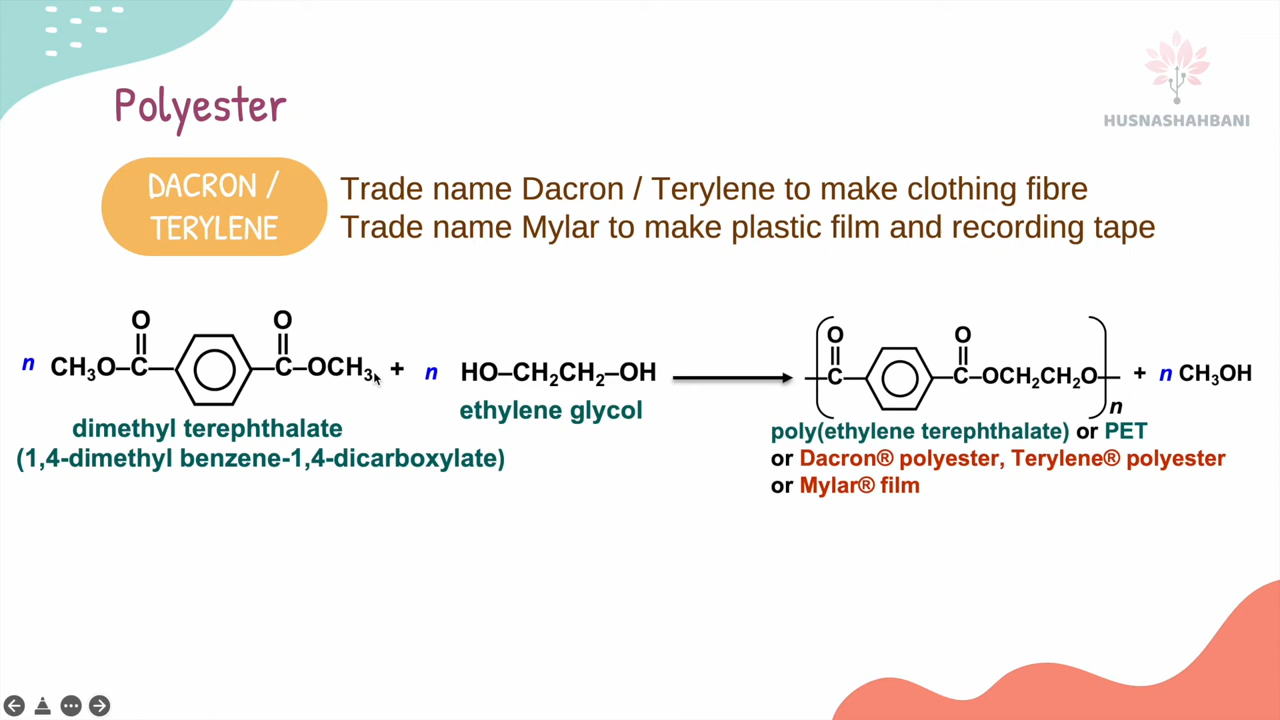 Polyester
HUSNASHAHBANI
DACRON /
TERYLENE
Trade name Dacron / Terylene to make clothing fibre
Trade name Mylar to make plastic film and recording tape
O O
n CH₃O–C– –C–OCH₃ + n HO–CH₂CH₂–OH
dimethyl terephthalate
(1,4-dimethyl benzene-1,4-dicarboxylate)
ethylene glycol
O O
–C– –C–OCH₂CH₂O– n + n CH₃OH
poly(ethylene terephthalate) or PET
or Dacron® polyester, Terylene® polyester
or Mylar® film